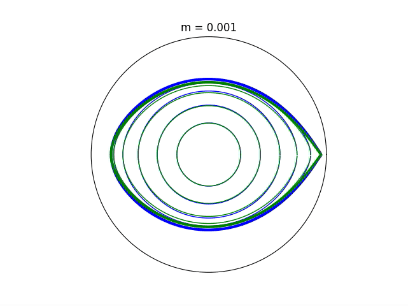 m = 0.001